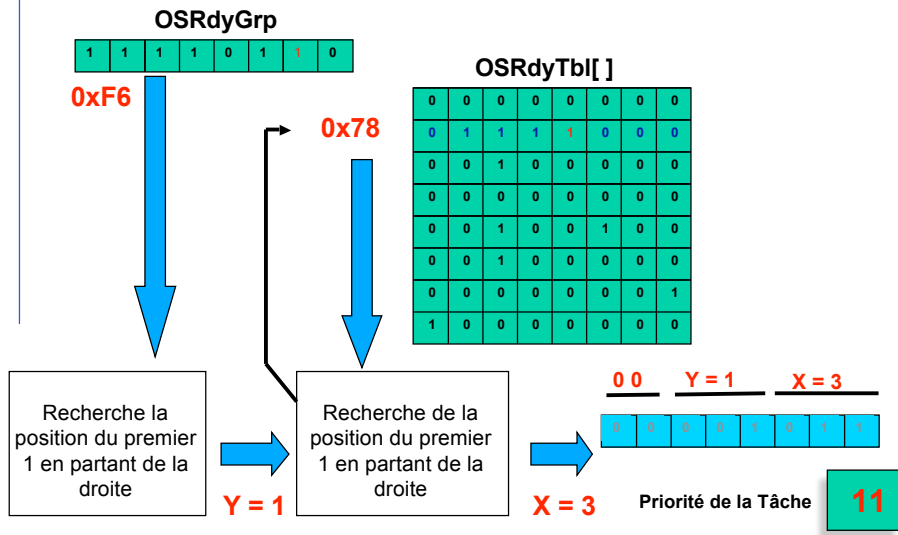 OSRdyGrp
1 1 1 1 0 1 1 0
0xF6
OSRdyTbl[ ]
0x78
0 0 0 0 0 0 0 0
0 1 1 1 1 0 0 0
0 0 1 0 0 0 0 0
0 0 0 0 0 0 0 0
0 0 1 0 0 1 0 0
0 0 1 0 0 0 0 0
0 0 0 0 0 0 0 1
1 0 0 0 0 0 0 0
Recherche la
position du premier
1 en partant de la
droite
Y = 1
Recherche de la
position du premier
1 en partant de la
droite
X = 3
0 0 Y = 1 X = 3
0 0 0 0 1 0 1 1
Priorité de la Tâche 11